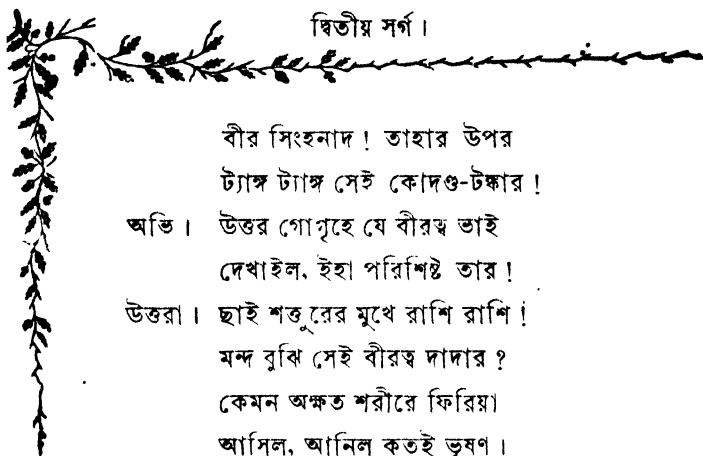 দ্বিতীয় সর্গ।
বীর সিংহনাদ! তাহার উপর
ট্যাঙ্গ ট্যাঙ্গ সেই কোদণ্ড-টঙ্কার!
অভি। উত্তর গোগৃহে যে বীরত্ব ভাই
দেখাইল, ইহা পরিশিষ্ট তার!
উত্তরা। ছাই শত্তুরের মুখে রাশি রাশি!
মন্দ বুঝি সেই বীরত্ব দাদার?
কেমন অক্ষত শরীরে ফিরিয়া
আসিল, আনিল কতই ভূষণ।